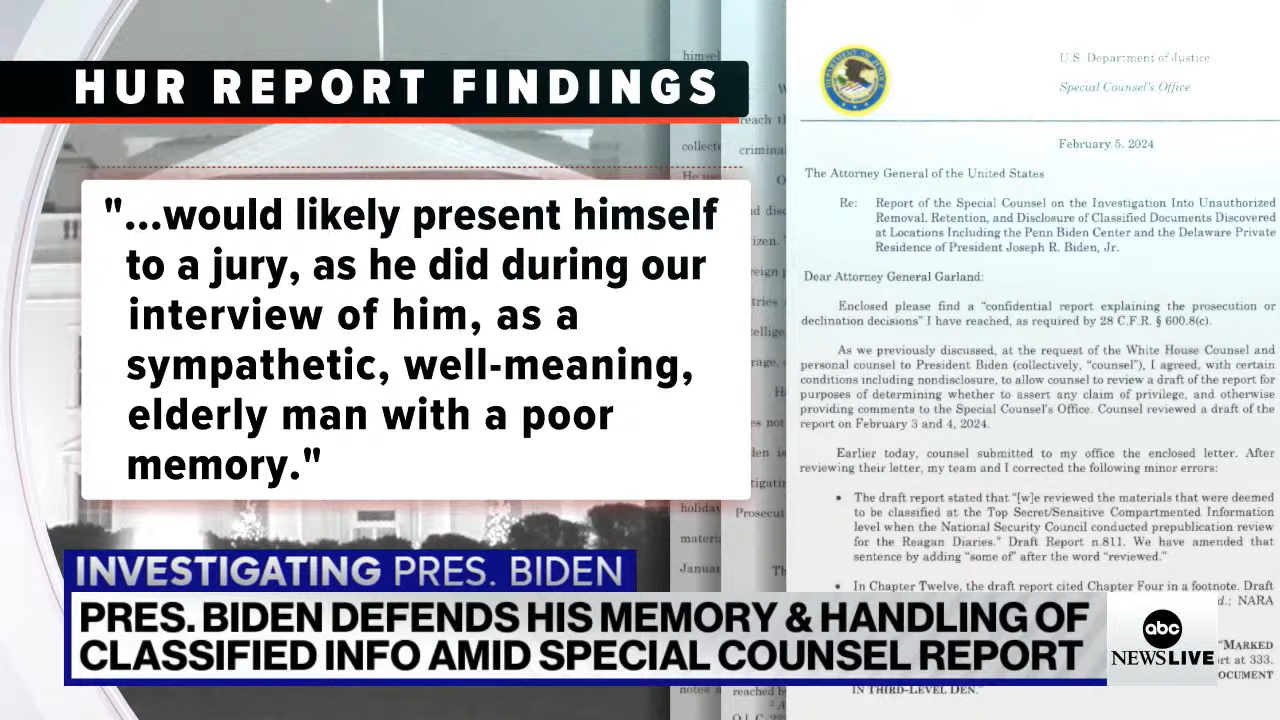 HUR REPORT FINDINGS
"...would likely present himself
to a jury, as he did during our
interview of him, as a
sympathetic, well-meaning,
elderly man with a poor
memory."
U.S. Department of Justice
Special Counsel's Office
February 5, 2024
The Attorney General of the United States
Re: Report of the Special Counsel on the Investigation Into Unauthorized
Removal, Retention, and Disclosure of Classified Documents Discovered
at Locations Including the Penn Biden Center and the Delaware Private
Residence of President Joseph R. Biden, Jr.
Dear Attorney General Garland:
Enclosed please find a "confidential report explaining the prosecution or
declination decisions" I have reached, as required by 28 C.F.R. § 600.8(c).
As we previously discussed, at the request of the White House Counsel and
personal counsel to President Biden (collectively, "counsel"), I agreed, with certain
conditions including nondisclosure, to allow counsel to review a draft of the report for
purposes of determining whether to assert any claim of privilege, and otherwise
providing comments to the Special Counsel's Office. Counsel reviewed a draft of the
report on February 3 and 4, 2024.
Earlier today, counsel submitted to my office the enclosed letter. After
reviewing their letter, my team and I corrected the following minor errors:
• The draft report stated that "[w]e reviewed the materials that were deemed
to be classified at the Top Secret/Sensitive Compartmented Information
level when the National Security Council conducted prepublication review
for the Reagan Diaries." Draft Report n.811. We have amended that
sentence by adding "some of" after the word "reviewed."
• In Chapter Twelve, the draft report cited Chapter Four in a footnote. Draft
NARA
"MARKED
at 333.
IN THIRD-LEVEL DEN."
INVESTIGATING PRES. BIDEN
PRES. BIDEN DEFENDS HIS MEMORY & HANDLING OF
CLASSIFIED INFO AMID SPECIAL COUNSEL REPORT
abc
NEWS LIVE